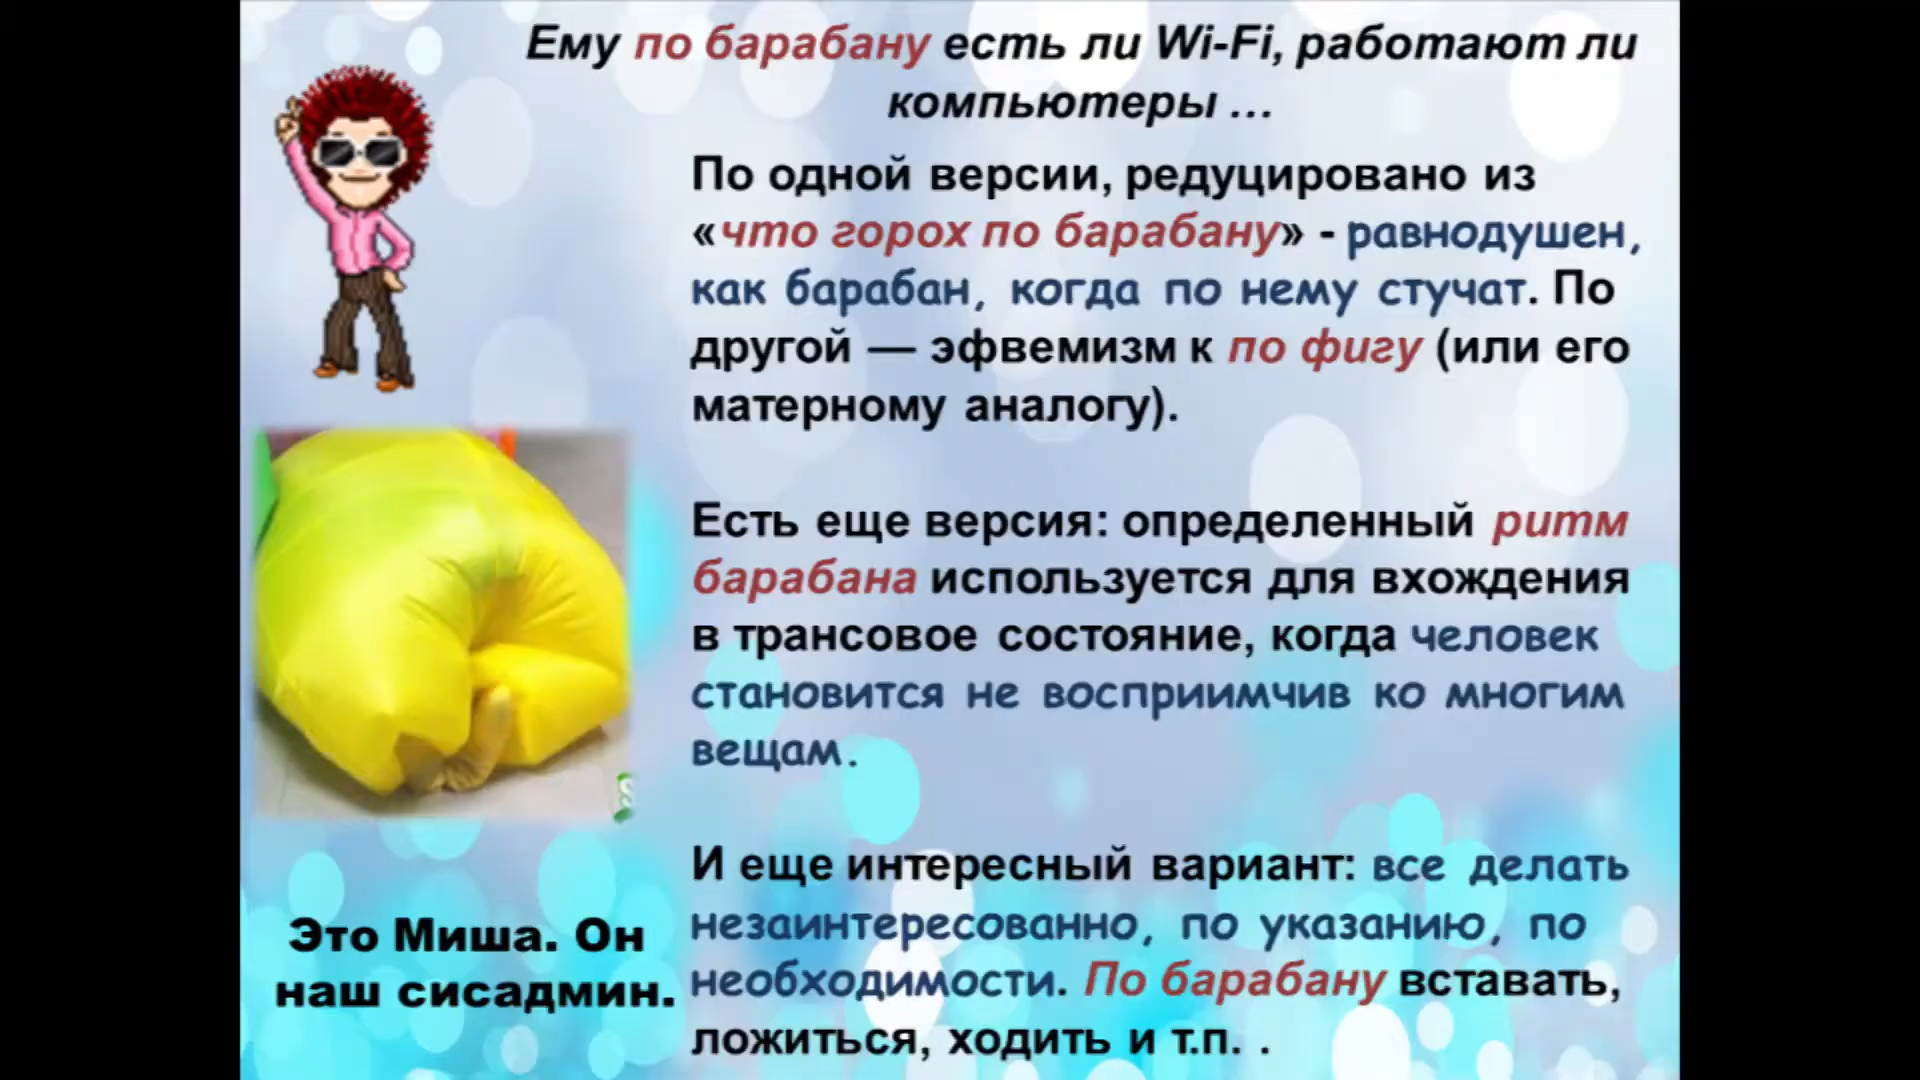 Ему по барабану есть ли Wi-Fi, работают ли
компьютеры ...
По одной версии, редуцировано из
«что горох по барабану» - равнодушен,
как барабан, когда по нему стучат. По
другой — эфвемизм к по фигу (или его
матерному аналогу).
Есть еще версия: определенный ритм
барабана используется для вхождения
в трансовое состояние, когда человек
становится не восприимчив ко многим
вещам.
И еще интересный вариант: все делать
незаинтересованно, по указанию, по
необходимости. По барабану вставать,
ложиться, ходить и т.п. .
Это Миша. Он
наш сисадмин.